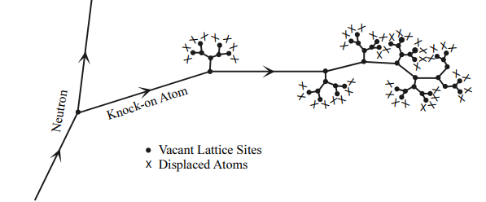 Neutron
Knock-on Atom
• Vacant Lattice Sites
X Displaced Atoms